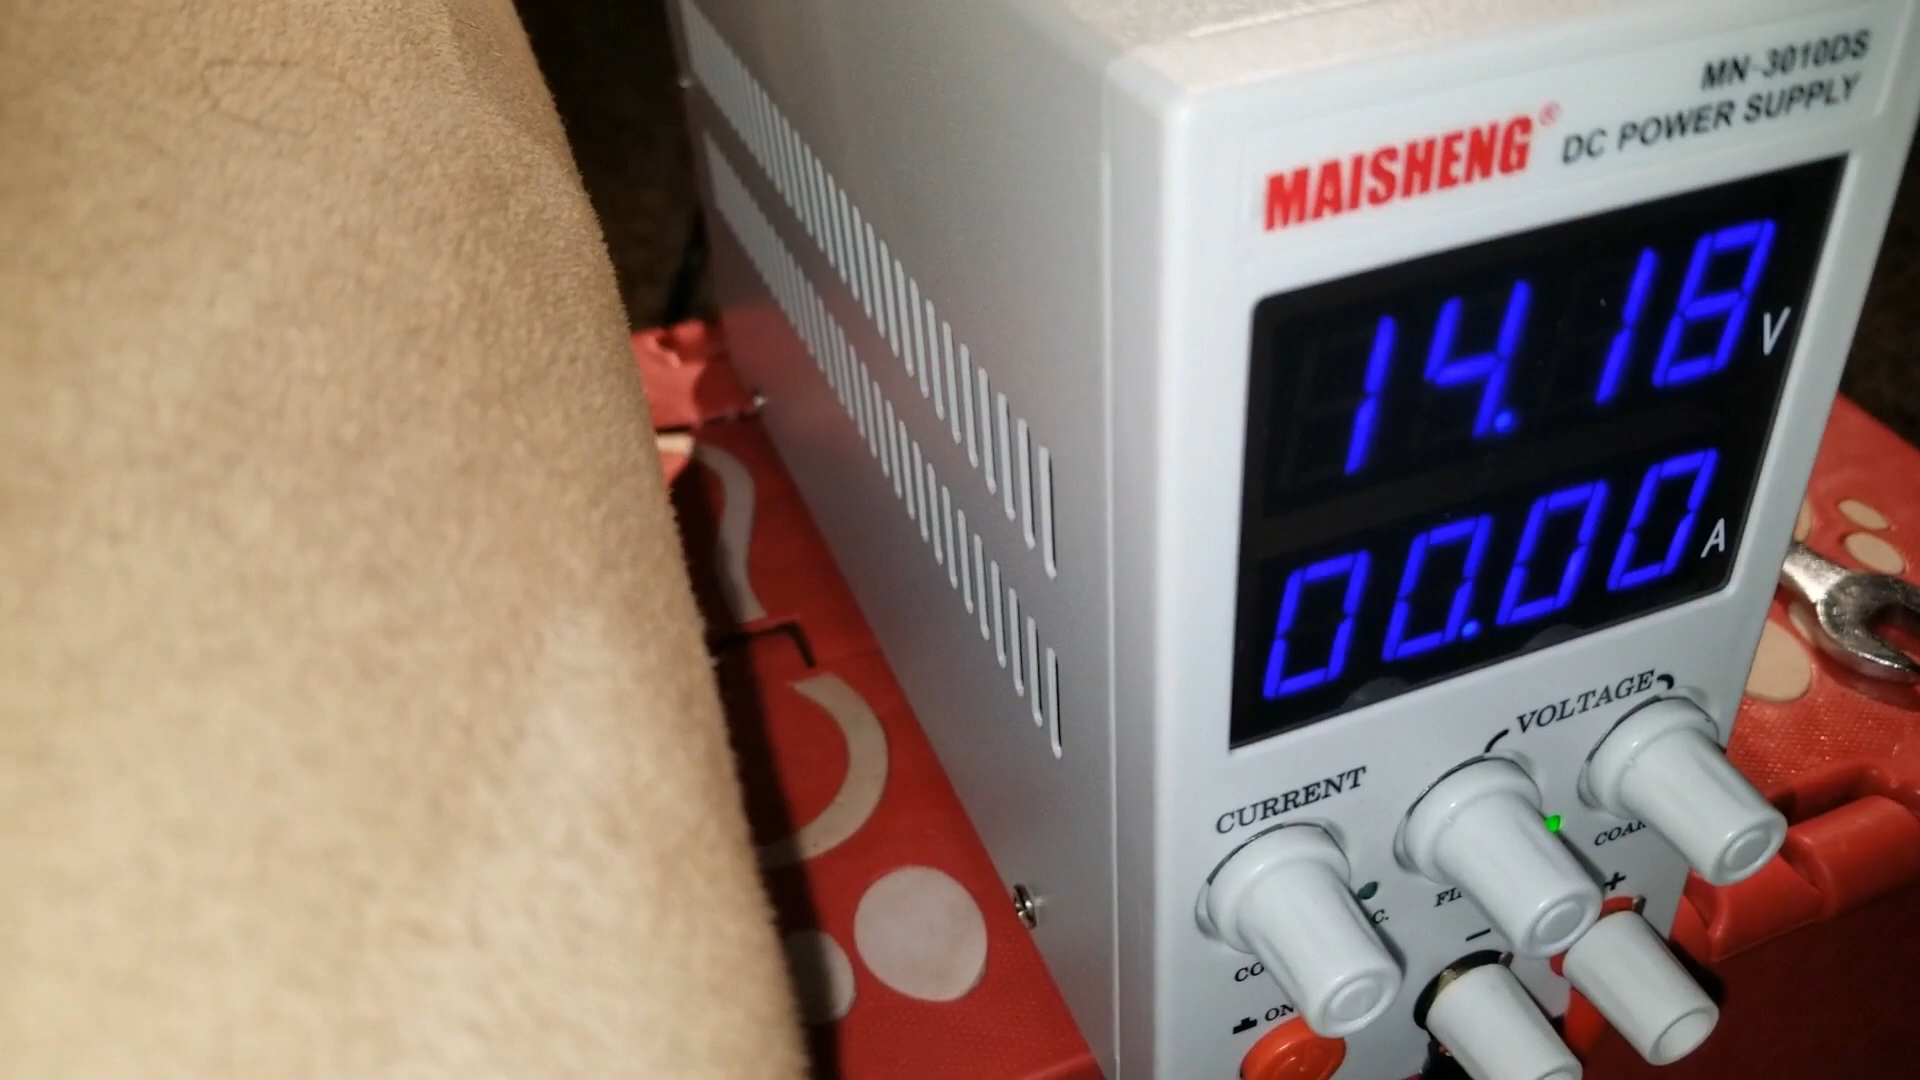 MN-3010DS
MAISHENG® DC POWER SUPPLY
14.18 V
00.00 A
VOLTAGE
CURRENT
+
-